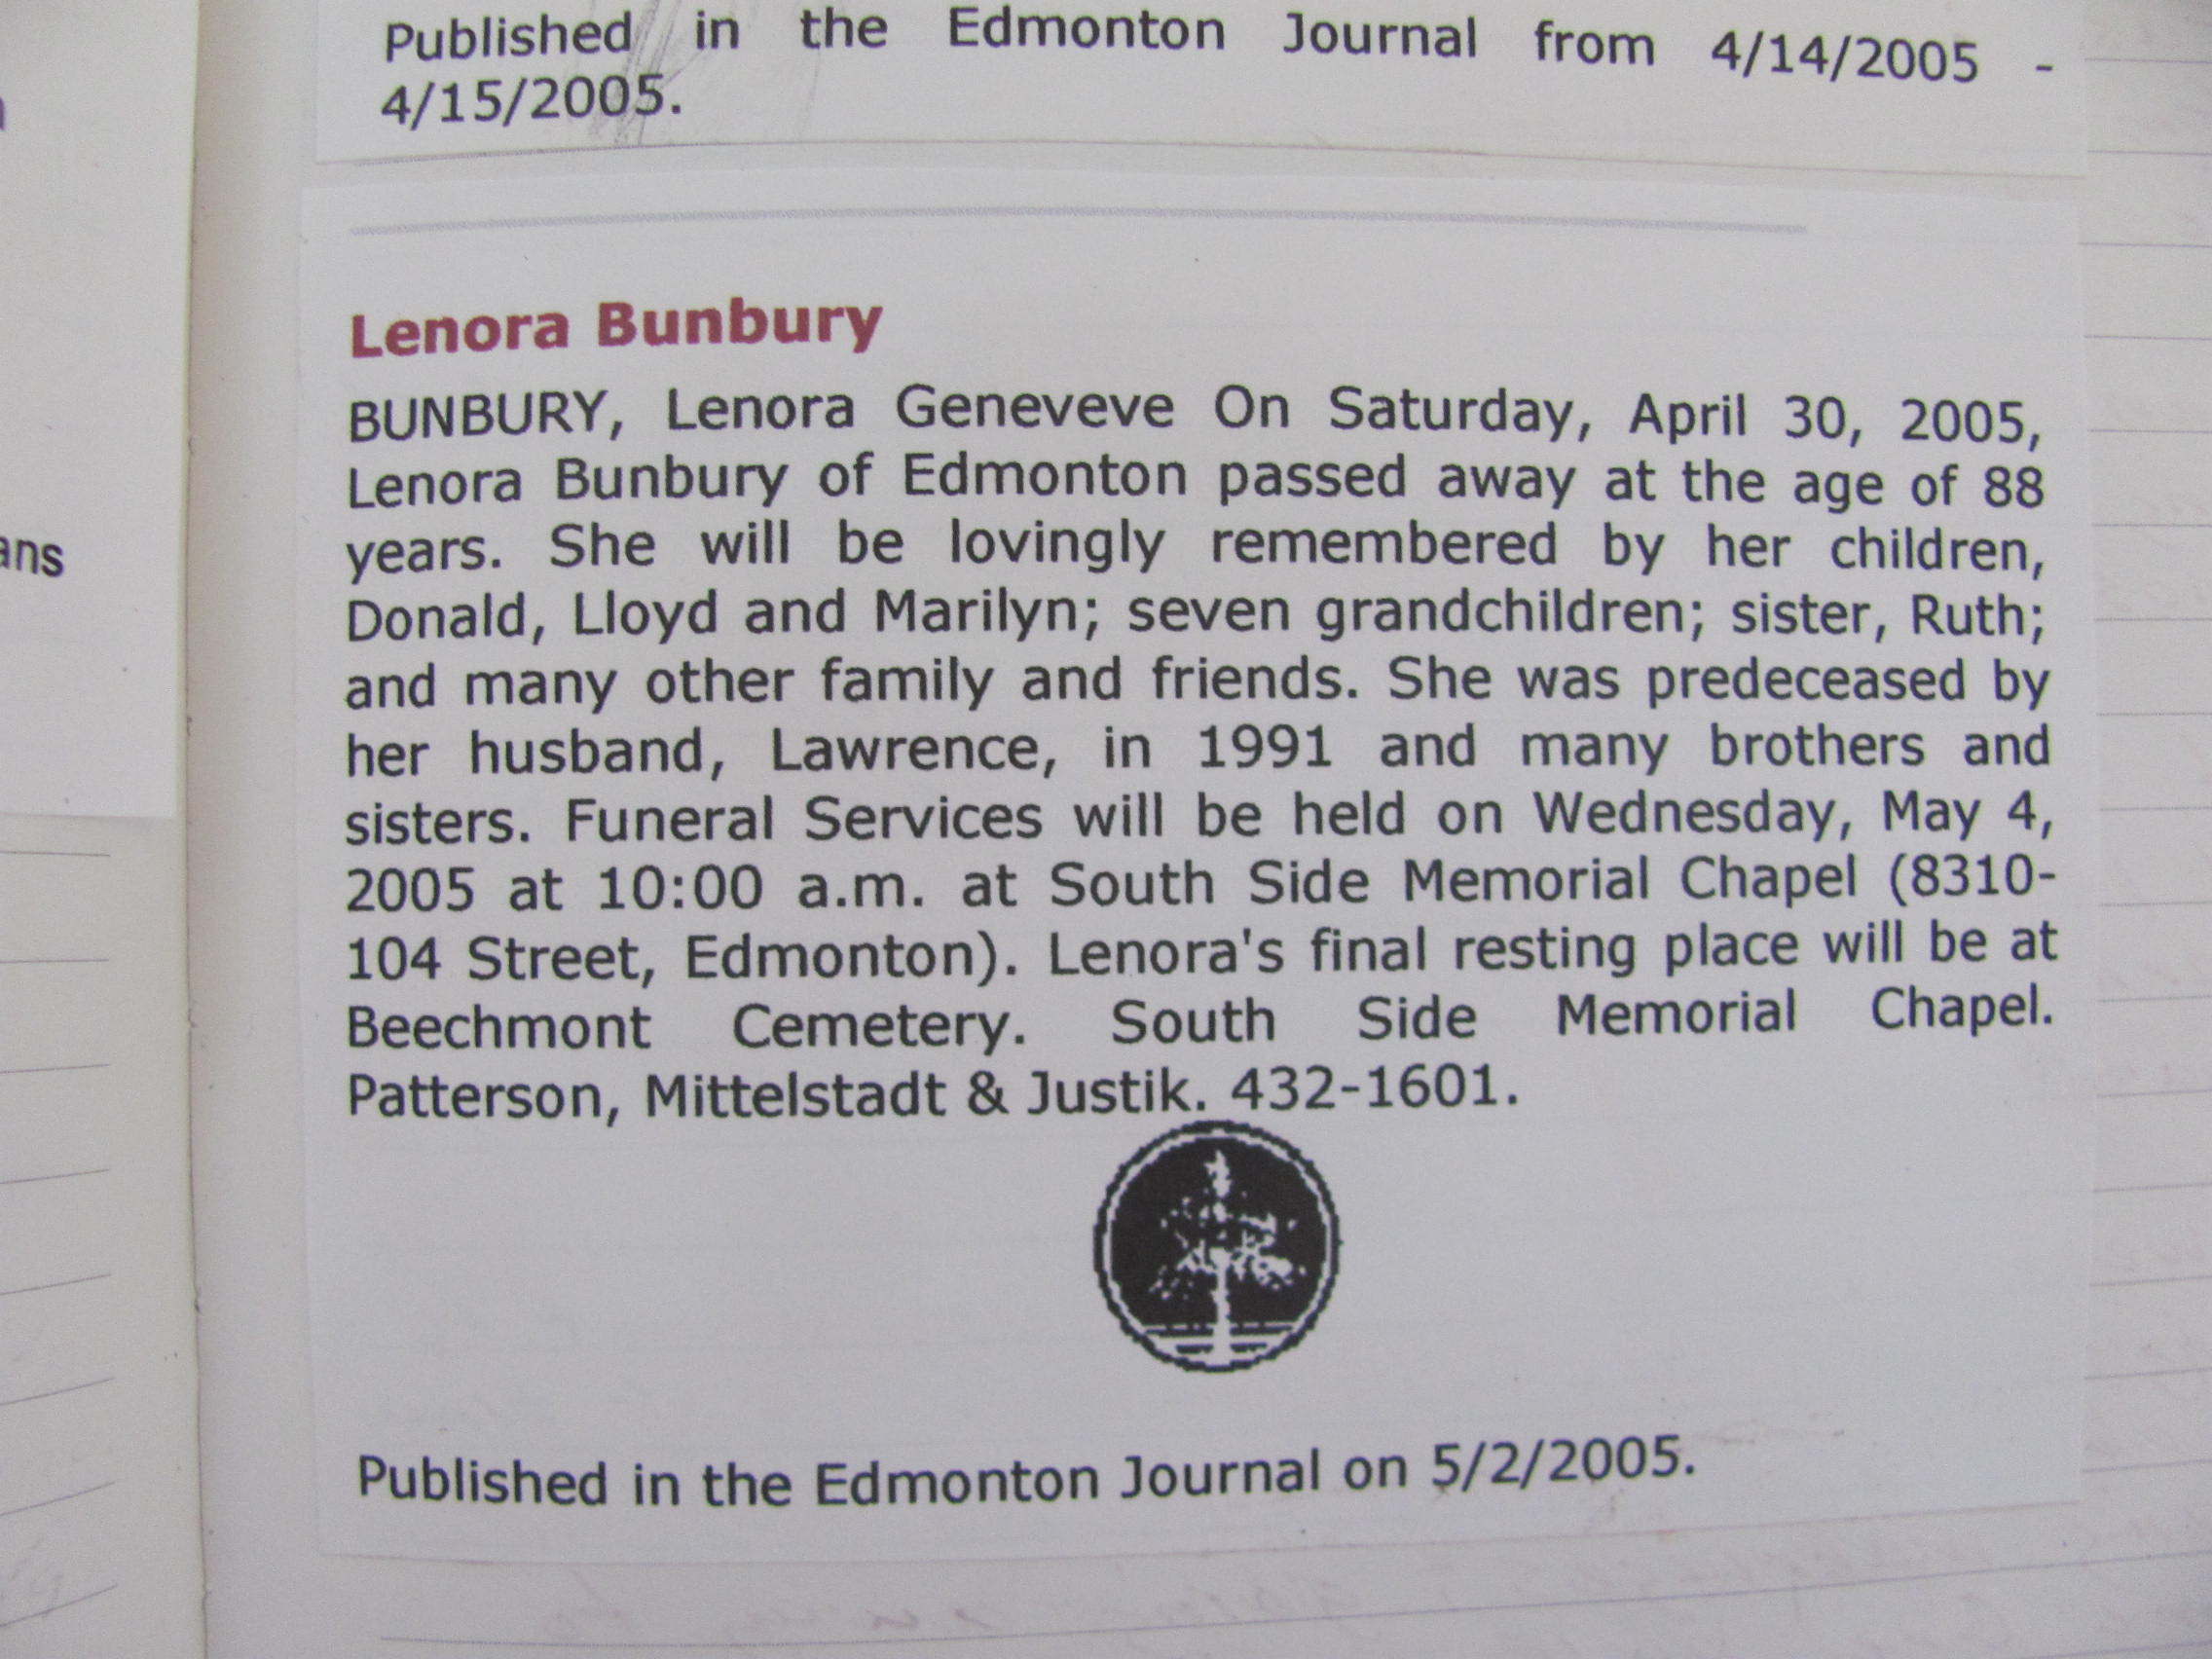 Published in the Edmonton Journal from 4/14/2005 -
4/15/2005.
ans
Lenora Bunbury
BUNBURY, Lenora Geneveve On Saturday, April 30, 2005,
Lenora Bunbury of Edmonton passed away at the age of 88
years. She will be lovingly remembered by her children,
Donald, Lloyd and Marilyn; seven grandchildren; sister, Ruth;
and many other family and friends. She was predeceased by
her husband, Lawrence, in 1991 and many brothers and
sisters. Funeral Services will be held on Wednesday, May 4,
2005 at 10:00 a.m. at South Side Memorial Chapel (8310-
104 Street, Edmonton). Lenora's final resting place will be at
Beechmont Cemetery. South Side Memorial Chapel.
Patterson, Mittelstadt & Justik. 432-1601.
Published in the Edmonton Journal on 5/2/2005.